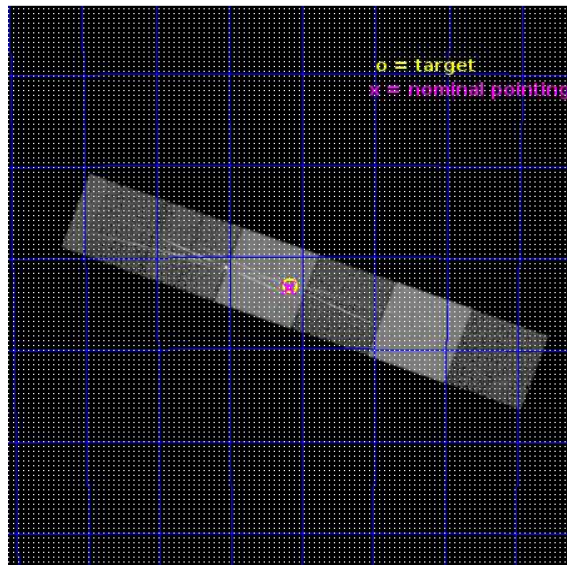 o = target
x = nominal pointing